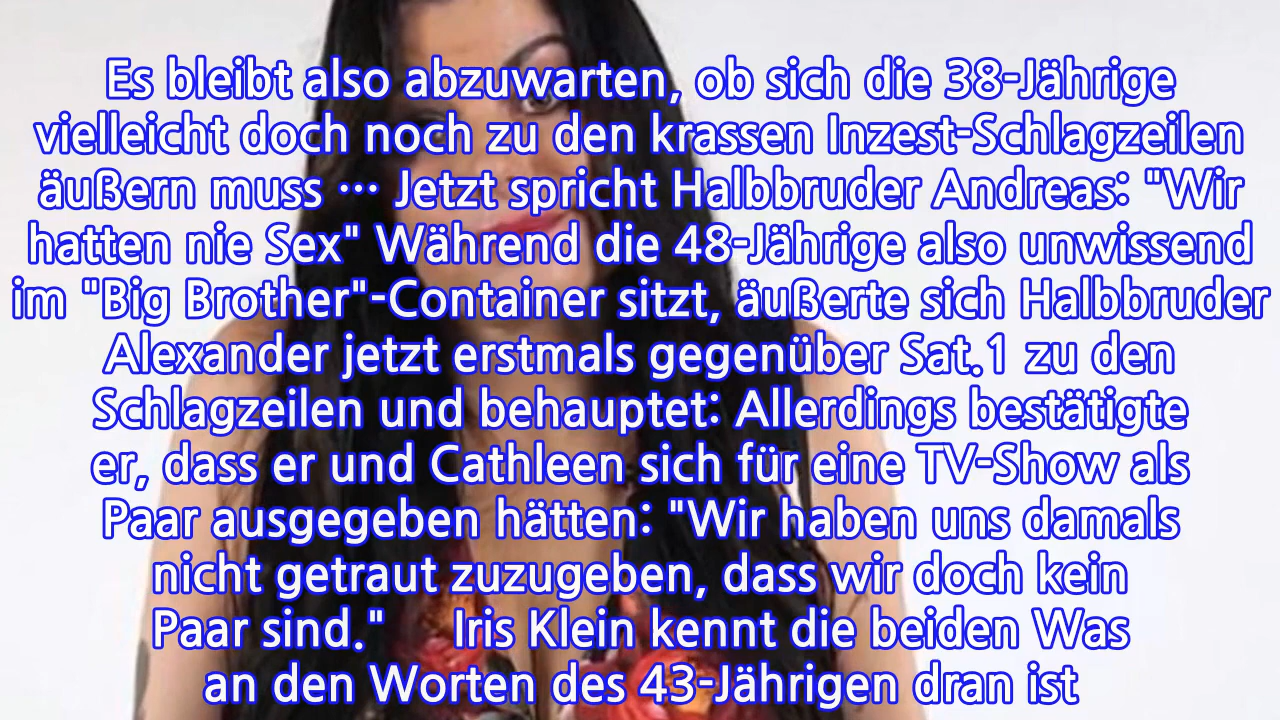 Es bleibt also abzuwarten, ob sich die 38-Jährige
vielleicht doch noch zu den krassen Inzest-Schlagzeilen
äußern muss … Jetzt spricht Halbbruder Andreas: "Wir
hatten nie Sex" Während die 48-Jährige also unwissend
im "Big Brother"-Container sitzt, äußerte sich Halbbruder
Alexander jetzt erstmals gegenüber Sat.1 zu den
Schlagzeilen und behauptet: Allerdings bestätigte
er, dass er und Cathleen sich für eine TV-Show als
Paar ausgegeben hätten: "Wir haben uns damals
nicht getraut zuzugeben, dass wir doch kein
Paar sind." Iris Klein kennt die beiden Was
an den Worten des 43-Jährigen dran ist